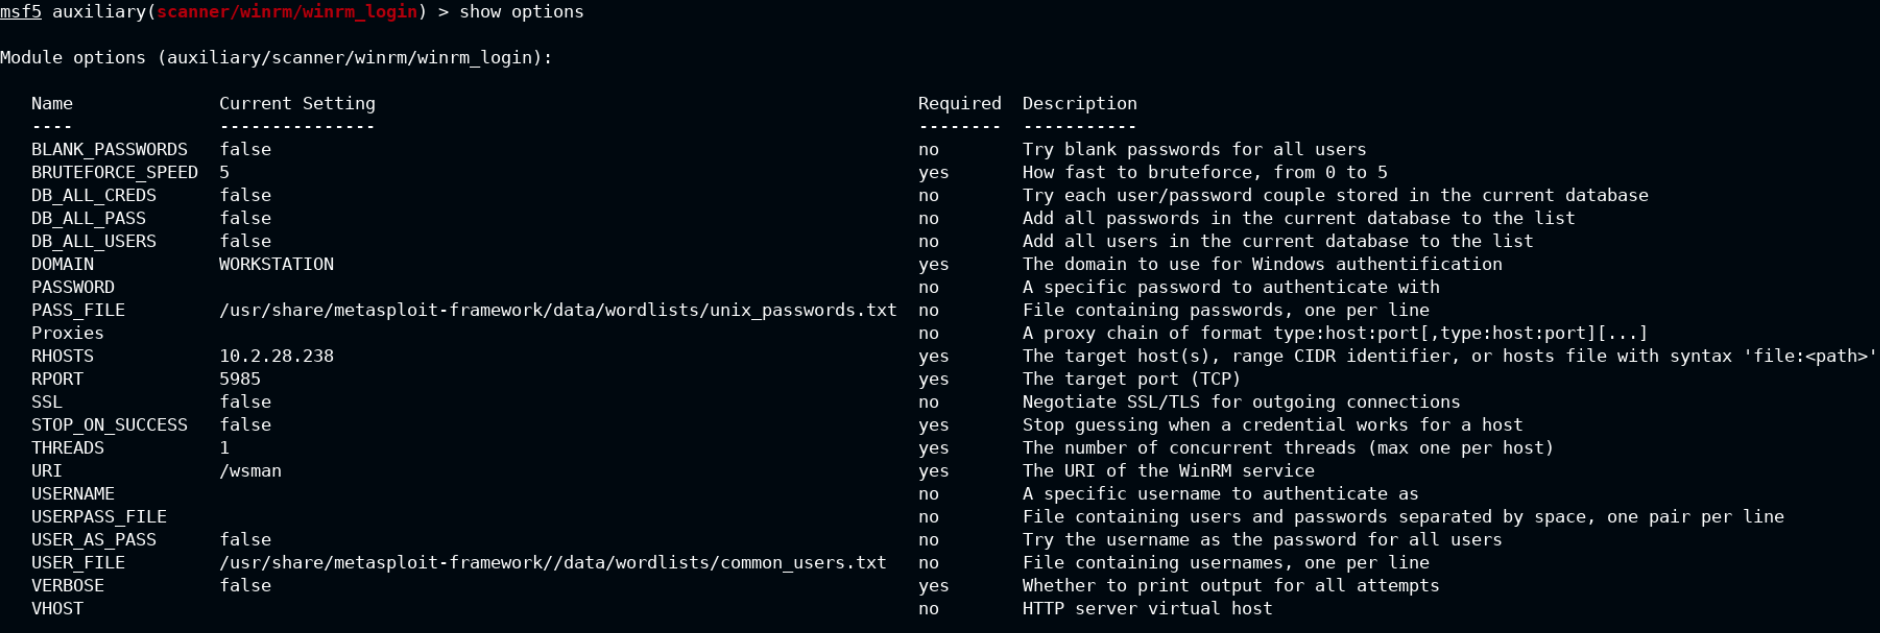 msf5 auxiliary(scanner/winrm/winrm_login) > show options
Module options (auxiliary/scanner/winrm/winrm_login):
Name Current Setting Required Description
---- --------------- -------- -----------
BLANK_PASSWORDS false no Try blank passwords for all users
BRUTEFORCE_SPEED 5 yes How fast to bruteforce, from 0 to 5
DB_ALL_CREDS false no Try each user/password couple stored in the current database
DB_ALL_PASS false no Add all passwords in the current database to the list
DB_ALL_USERS false no Add all users in the current database to the list
DOMAIN WORKSTATION yes The domain to use for Windows authentification
PASSWORD no A specific password to authenticate with
PASS_FILE /usr/share/metasploit-framework/data/wordlists/unix_passwords.txt no File containing passwords, one per line
Proxies no A proxy chain of format type:host:port[,type:host:port][...]
RHOSTS 10.2.28.238 yes The target host(s), range CIDR identifier, or hosts file with syntax 'file:<path>'
RPORT 5985 yes The target port (TCP)
SSL false no Negotiate SSL/TLS for outgoing connections
STOP_ON_SUCCESS false yes Stop guessing when a credential works for a host
THREADS 1 yes The number of concurrent threads (max one per host)
URI /wsman yes The URI of the WinRM service
USERNAME no A specific username to authenticate as
USERPASS_FILE no File containing users and passwords separated by space, one pair per line
USER_AS_PASS false no Try the username as the password for all users
USER_FILE /usr/share/metasploit-framework//data/wordlists/common_users.txt no File containing usernames, one per line
VERBOSE false yes Whether to print output for all attempts
VHOST no HTTP server virtual host